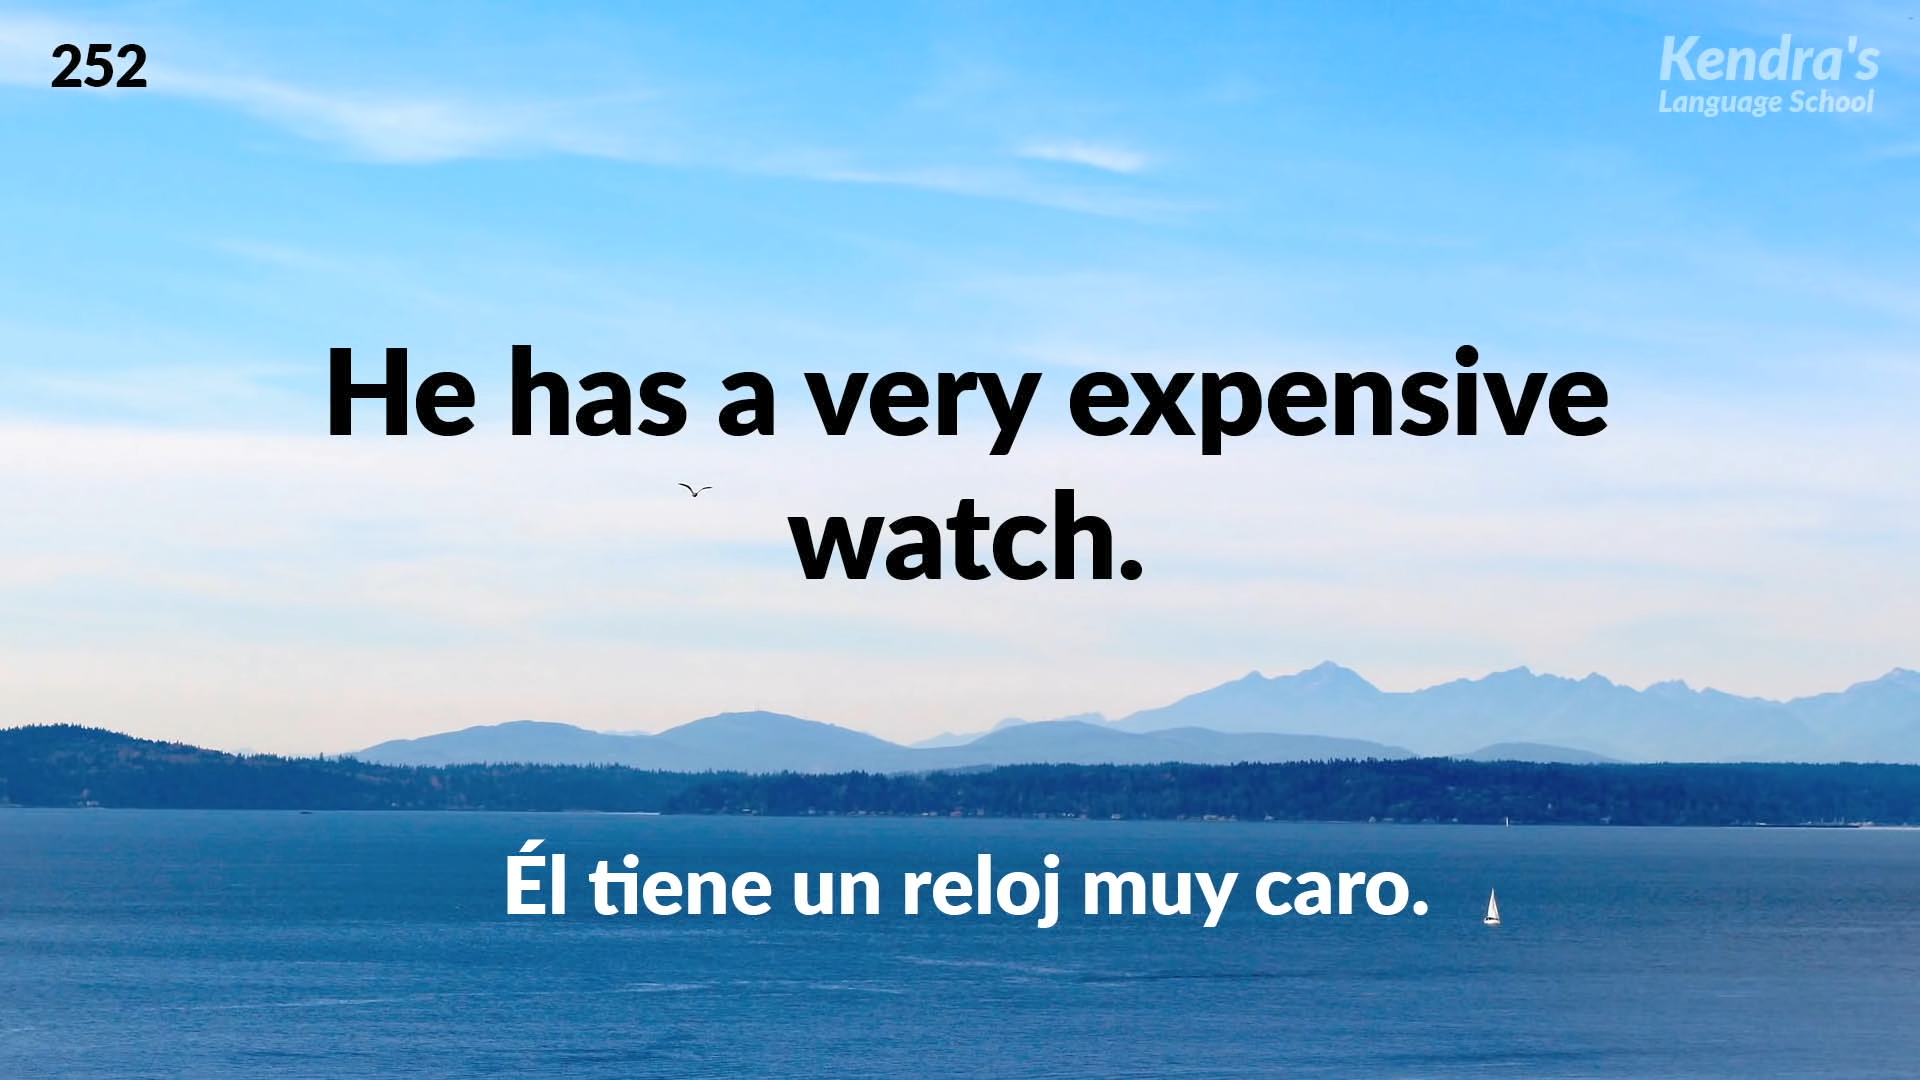 252
Kendra's
Language School
He has a very expensive
watch.
Él tiene un reloj muy caro.